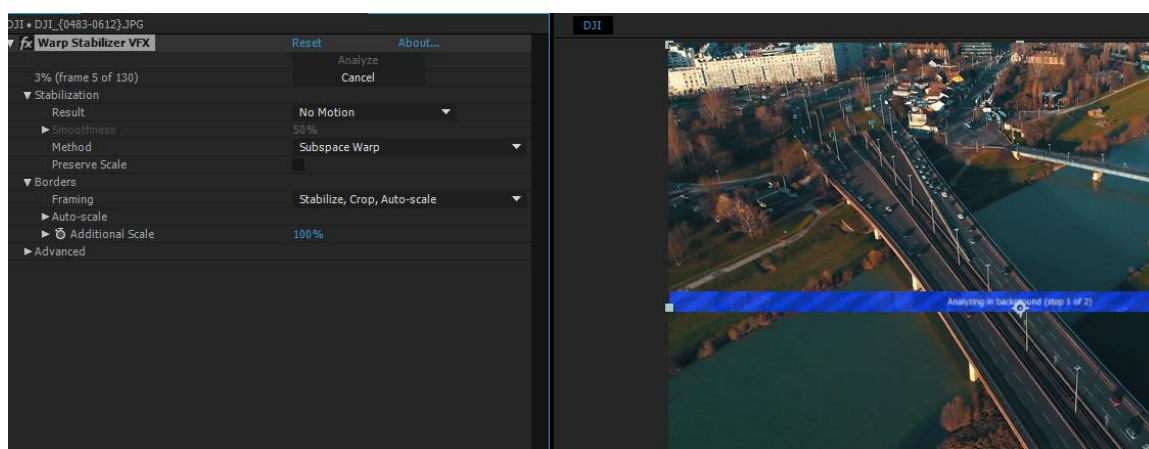 DJI • DJI_{0483-0612}.JPG
fx Warp Stabilizer VFX Reset About...
Analyze
3% (frame 5 of 130) Cancel
Stabilization
Result No Motion
Smoothness 50%
Method Subspace Warp
Preserve Scale
Borders
Framing Stabilize, Crop, Auto-scale
Auto-scale
Additional Scale 100%
Advanced
DJI
Analyzing in background (step 1 of 2)